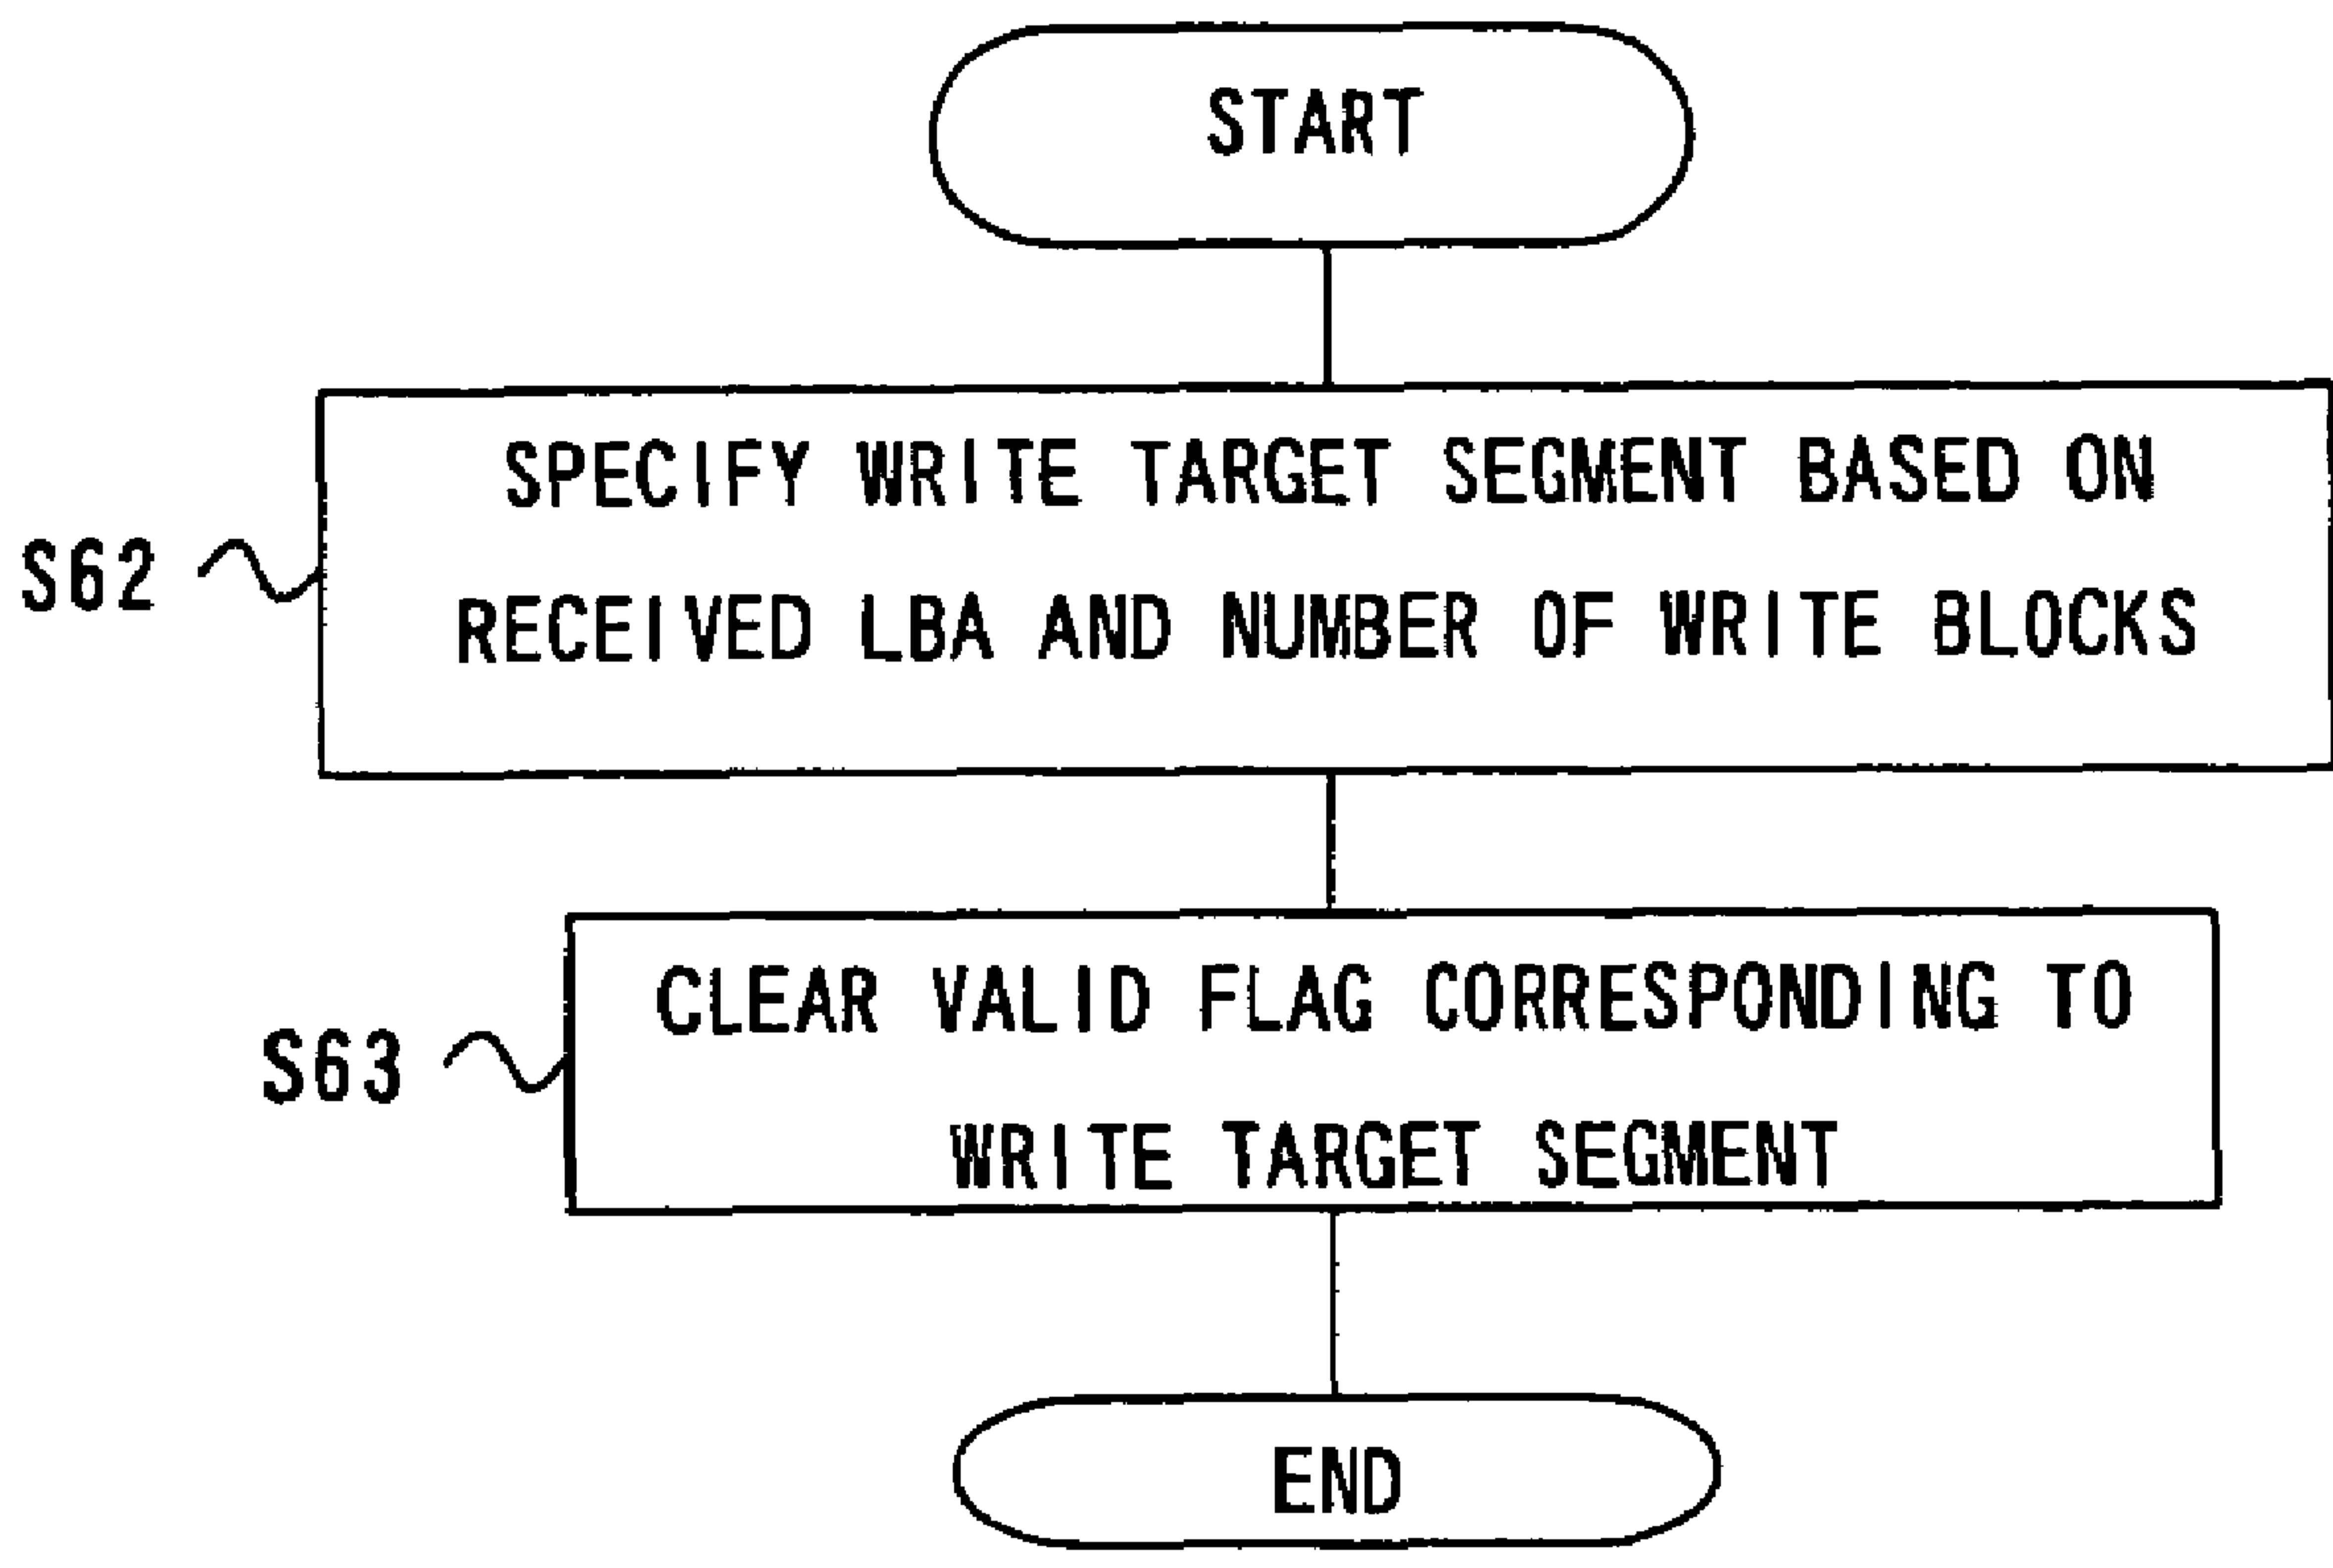 START
SPECIFY WRITE TARGET SEGMENT BASED ON
S62
RECEIVED LBA AND NUMBER OF WRITE BLOCKS
CLEAR VALID FLAG CORRESPONDING TO
S63
WRITE TARGET SEGMENT
END